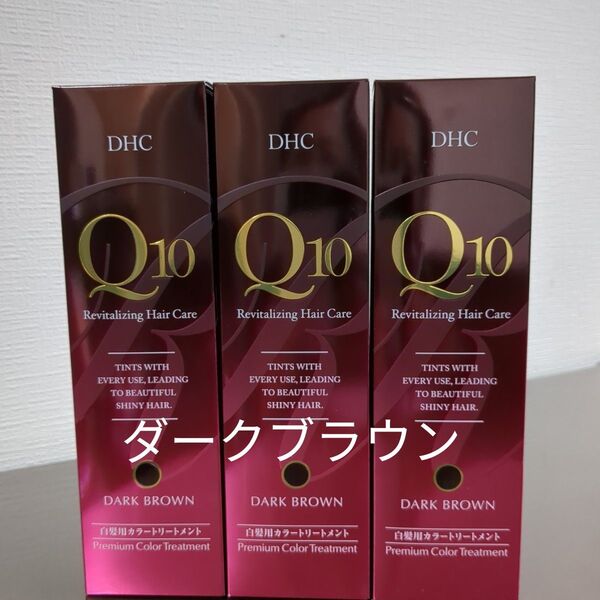 DHC
Q10
Revitalizing Hair Care
TINTS WITH
EVERY USE, LEADING
TO BEAUTIFUL
SHINY HAIR.
DARK BROWN
白髪用カラートリートメント
Premium Color Treatment
DHC
Q10
Revitalizing Hair Care
TINTS WITH
EVERY USE, LEADING
TO BEAUTIFUL
SHINY HAIR.
DARK BROWN
白髪用カラートリートメント
Premium Color Treatment
DHC
Q10
Revitalizing Hair Care
TINTS WITH
EVERY USE, LEADING
TO BEAUTIFUL
SHINY HAIR.
DARK BROWN
白髪用カラートリートメント
Premium Color Treatment
ダークブラウン